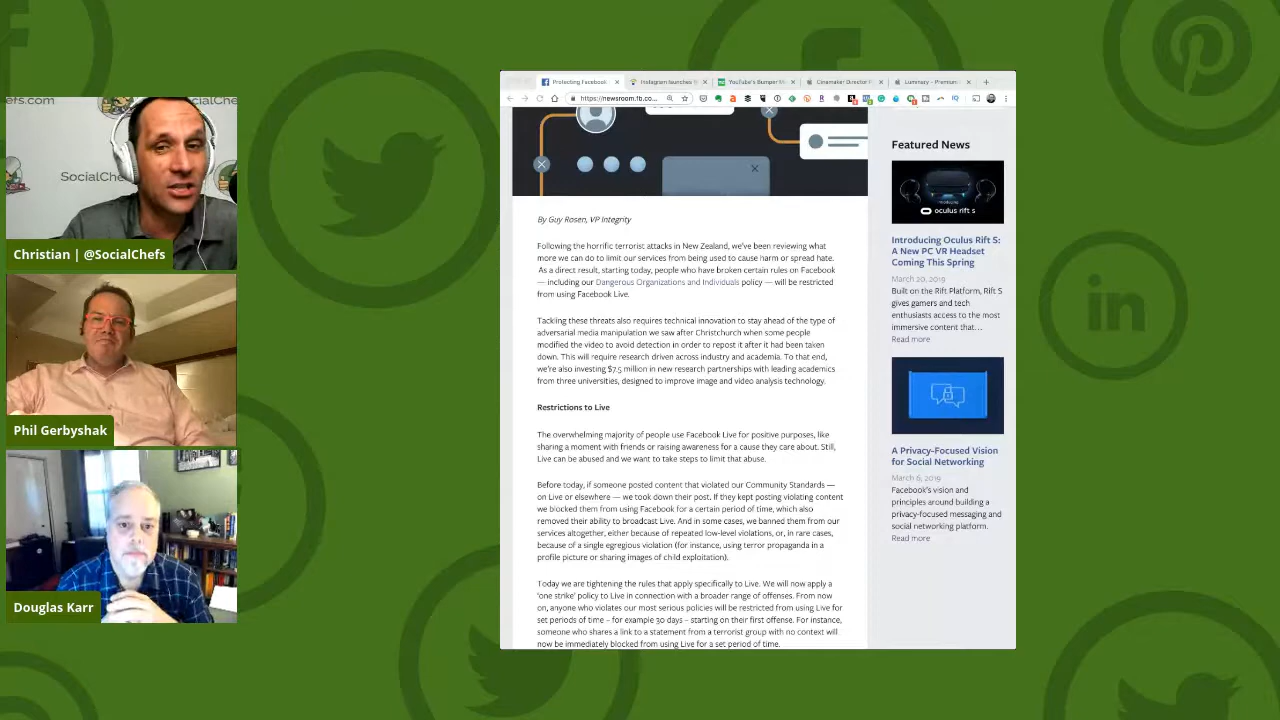 SocialChefs.com
SocialC
Christian | @SocialChefs
Phil Gerbyshak
Douglas Karr
Protecting Facebook
Instagram launches
YouTube's Bumper
Cinemaker Director
Luminary – Premium
https://newsroom.fb.co...
By Guy Rosen, VP Integrity
Following the horrific terrorist attacks in New Zealand, we've been reviewing what
more we can do to limit our services from being used to cause harm or spread hate.
As a direct result, starting today, people who have broken certain rules on Facebook
— including our Dangerous Organizations and Individuals policy — will be restricted
from using Facebook Live.
Tackling these threats also requires technical innovation to stay ahead of the type of
adversarial media manipulation we saw after Christchurch when some people
modified the video to avoid detection in order to repost it after it had been taken
down. This will require research driven across industry and academia. To that end,
we're also investing $7.5 million in new research partnerships with leading academics
from three universities, designed to improve image and video analysis technology.
Restrictions to Live
The overwhelming majority of people use Facebook Live for positive purposes, like
sharing a moment with friends or raising awareness for a cause they care about. Still,
Live can be abused and we want to take steps to limit that abuse.
Before today, if someone posted content that violated our Community Standards —
on Live or elsewhere — we took down their post. If they kept posting violating content
we blocked them from using Facebook for a certain period of time, which also
removed their ability to broadcast Live. And in some cases, we banned them from our
services altogether, either because of repeated low-level violations, or, in rare cases,
because of a single egregious violation (for instance, using terror propaganda in a
profile picture or sharing images of child exploitation).
Today we are tightening the rules that apply specifically to Live. We will now apply a
'one strike' policy to Live in connection with a broader range of offenses. From now
on, anyone who violates our most serious policies will be restricted from using Live for
set periods of time – for example 30 days – starting on their first offense. For instance,
someone who shares a link to a statement from a terrorist group with no context will
now be immediately blocked from using Live for a set period of time.
Featured News
introducing
oculus rift s
Introducing Oculus Rift S:
A New PC VR Headset
Coming This Spring
March 20, 2019
Built on the Rift Platform, Rift S
gives gamers and tech
enthusiasts access to the most
immersive content that…
Read more
A Privacy-Focused Vision
for Social Networking
March 6, 2019
Facebook's vision and
principles around building a
privacy-focused messaging and
social networking platform.
Read more